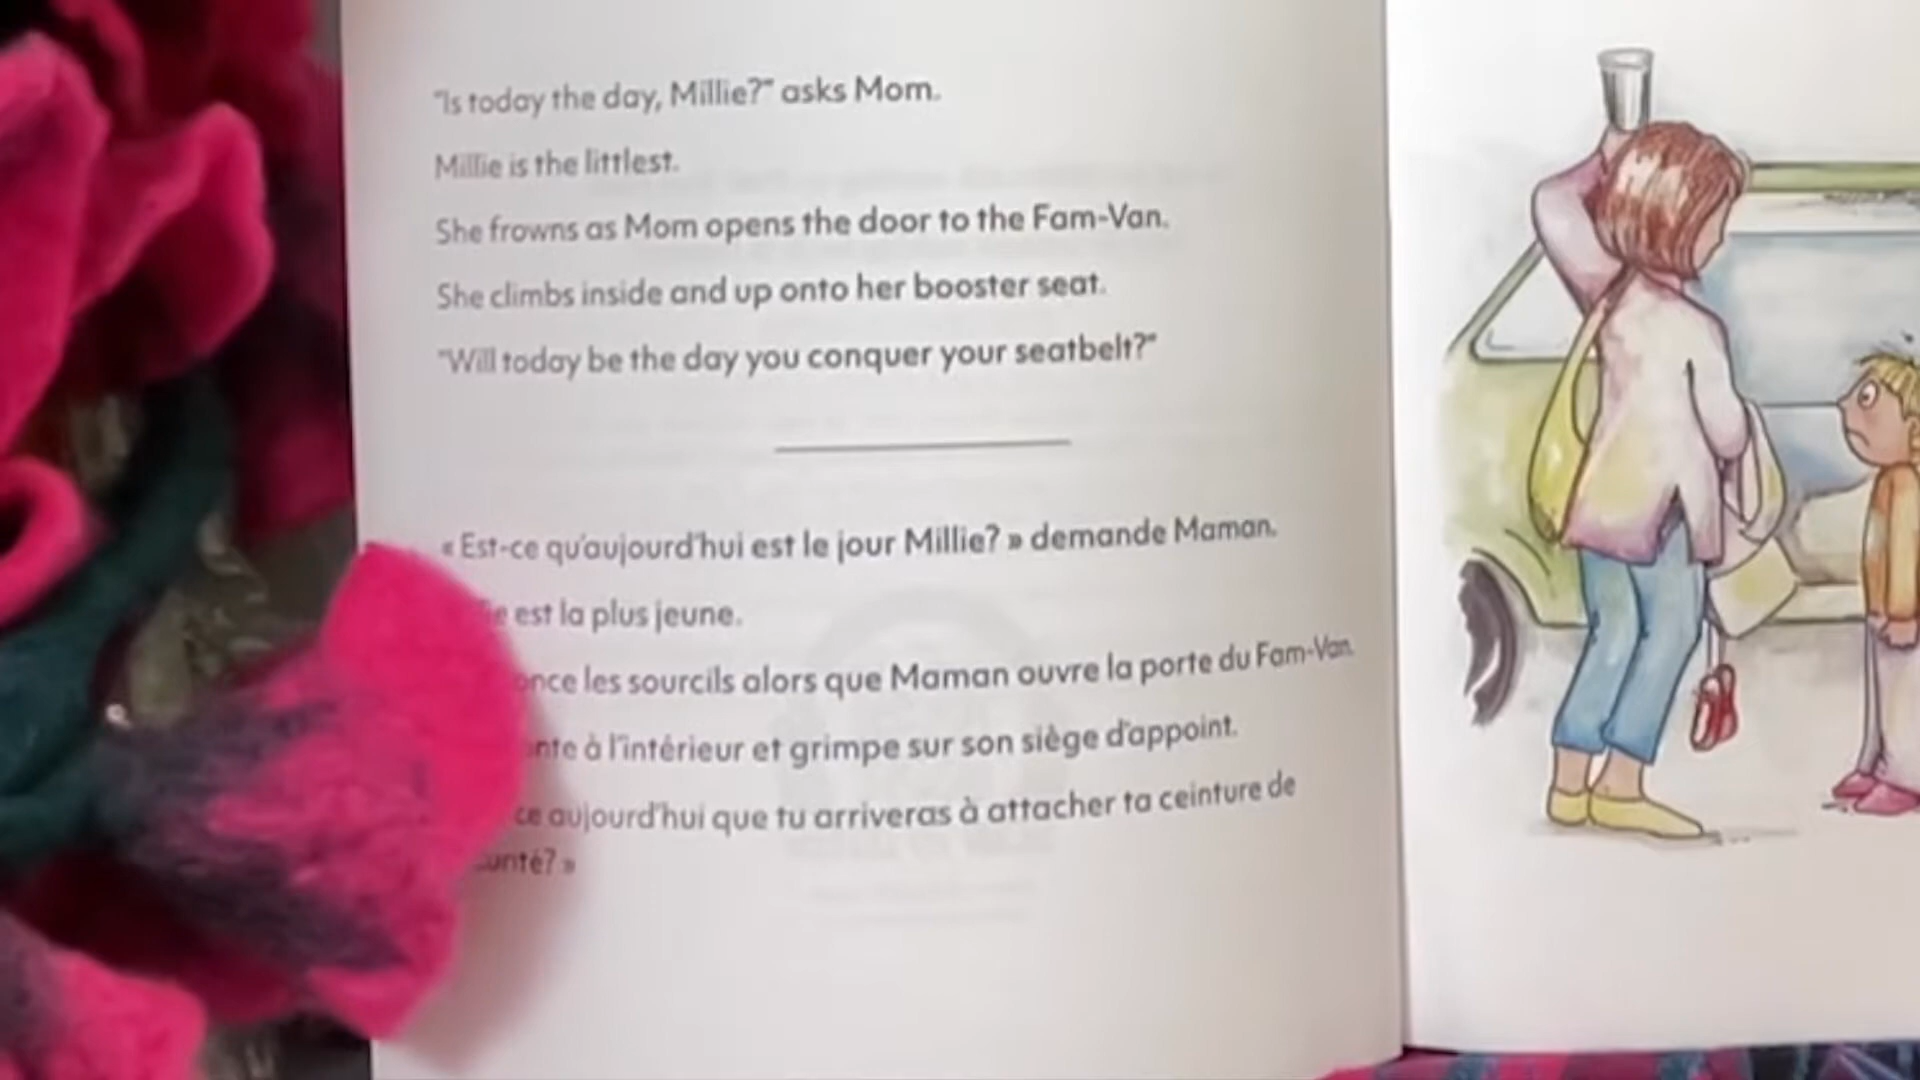 "Is today the day, Millie?" asks Mom.
Millie is the littlest.
She frowns as Mom opens the door to the Fam-Van.
She climbs inside and up onto her booster seat.
"Will today be the day you conquer your seatbelt?"
« Est-ce qu'aujourd'hui est le jour Millie? » demande Maman.
est la plus jeune.
les sourcils alors que Maman ouvre la porte du Fam-Van.
à l'intérieur et grimpe sur son siège d'appoint.
ce aujourd'hui que tu arriveras à attacher ta ceinture de